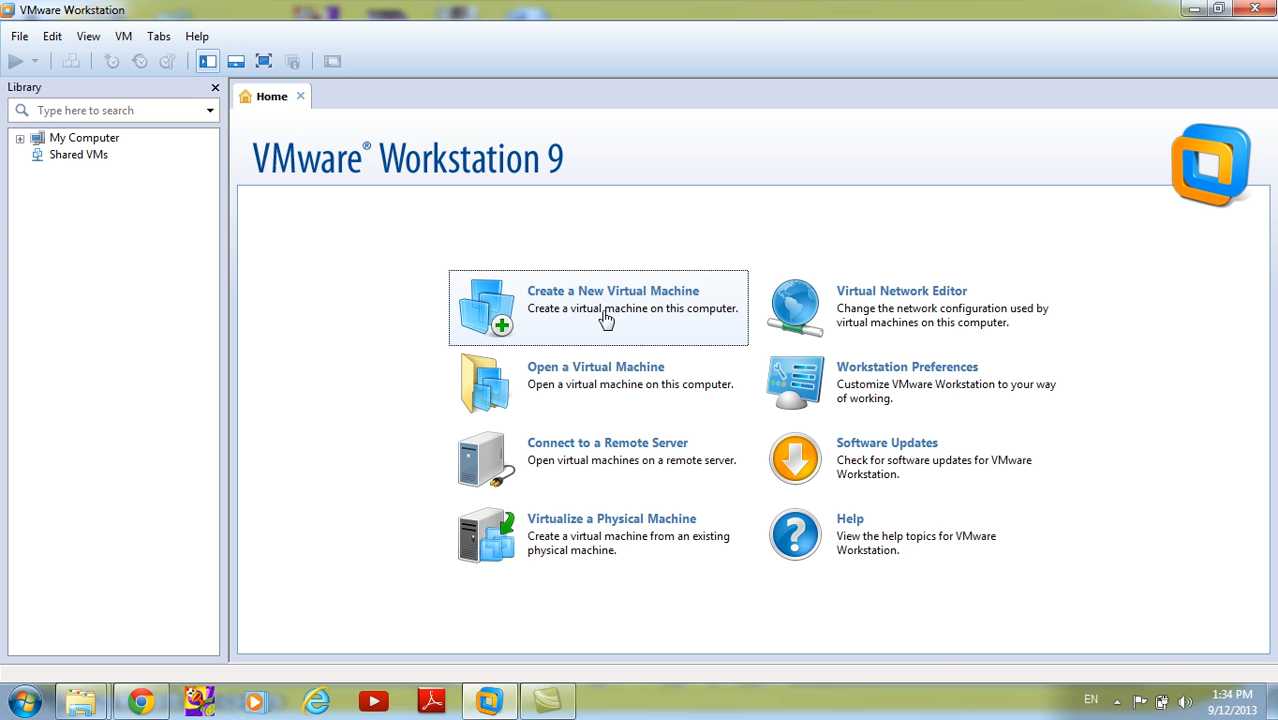 VMware Workstation
File Edit View VM Tabs Help
Library
Type here to search
My Computer
Shared VMs
Home
VMware® Workstation 9
Create a New Virtual Machine
Create a virtual machine on this computer.
Open a Virtual Machine
Open a virtual machine on this computer.
Connect to a Remote Server
Open virtual machines on a remote server.
Virtualize a Physical Machine
Create a virtual machine from an existing
physical machine.
Virtual Network Editor
Change the network configuration used by
virtual machines on this computer.
Workstation Preferences
Customize VMware Workstation to your way
of working.
Software Updates
Check for software updates for VMware
Workstation.
Help
View the help topics for VMware
Workstation.
EN
1:34 PM
9/12/2013